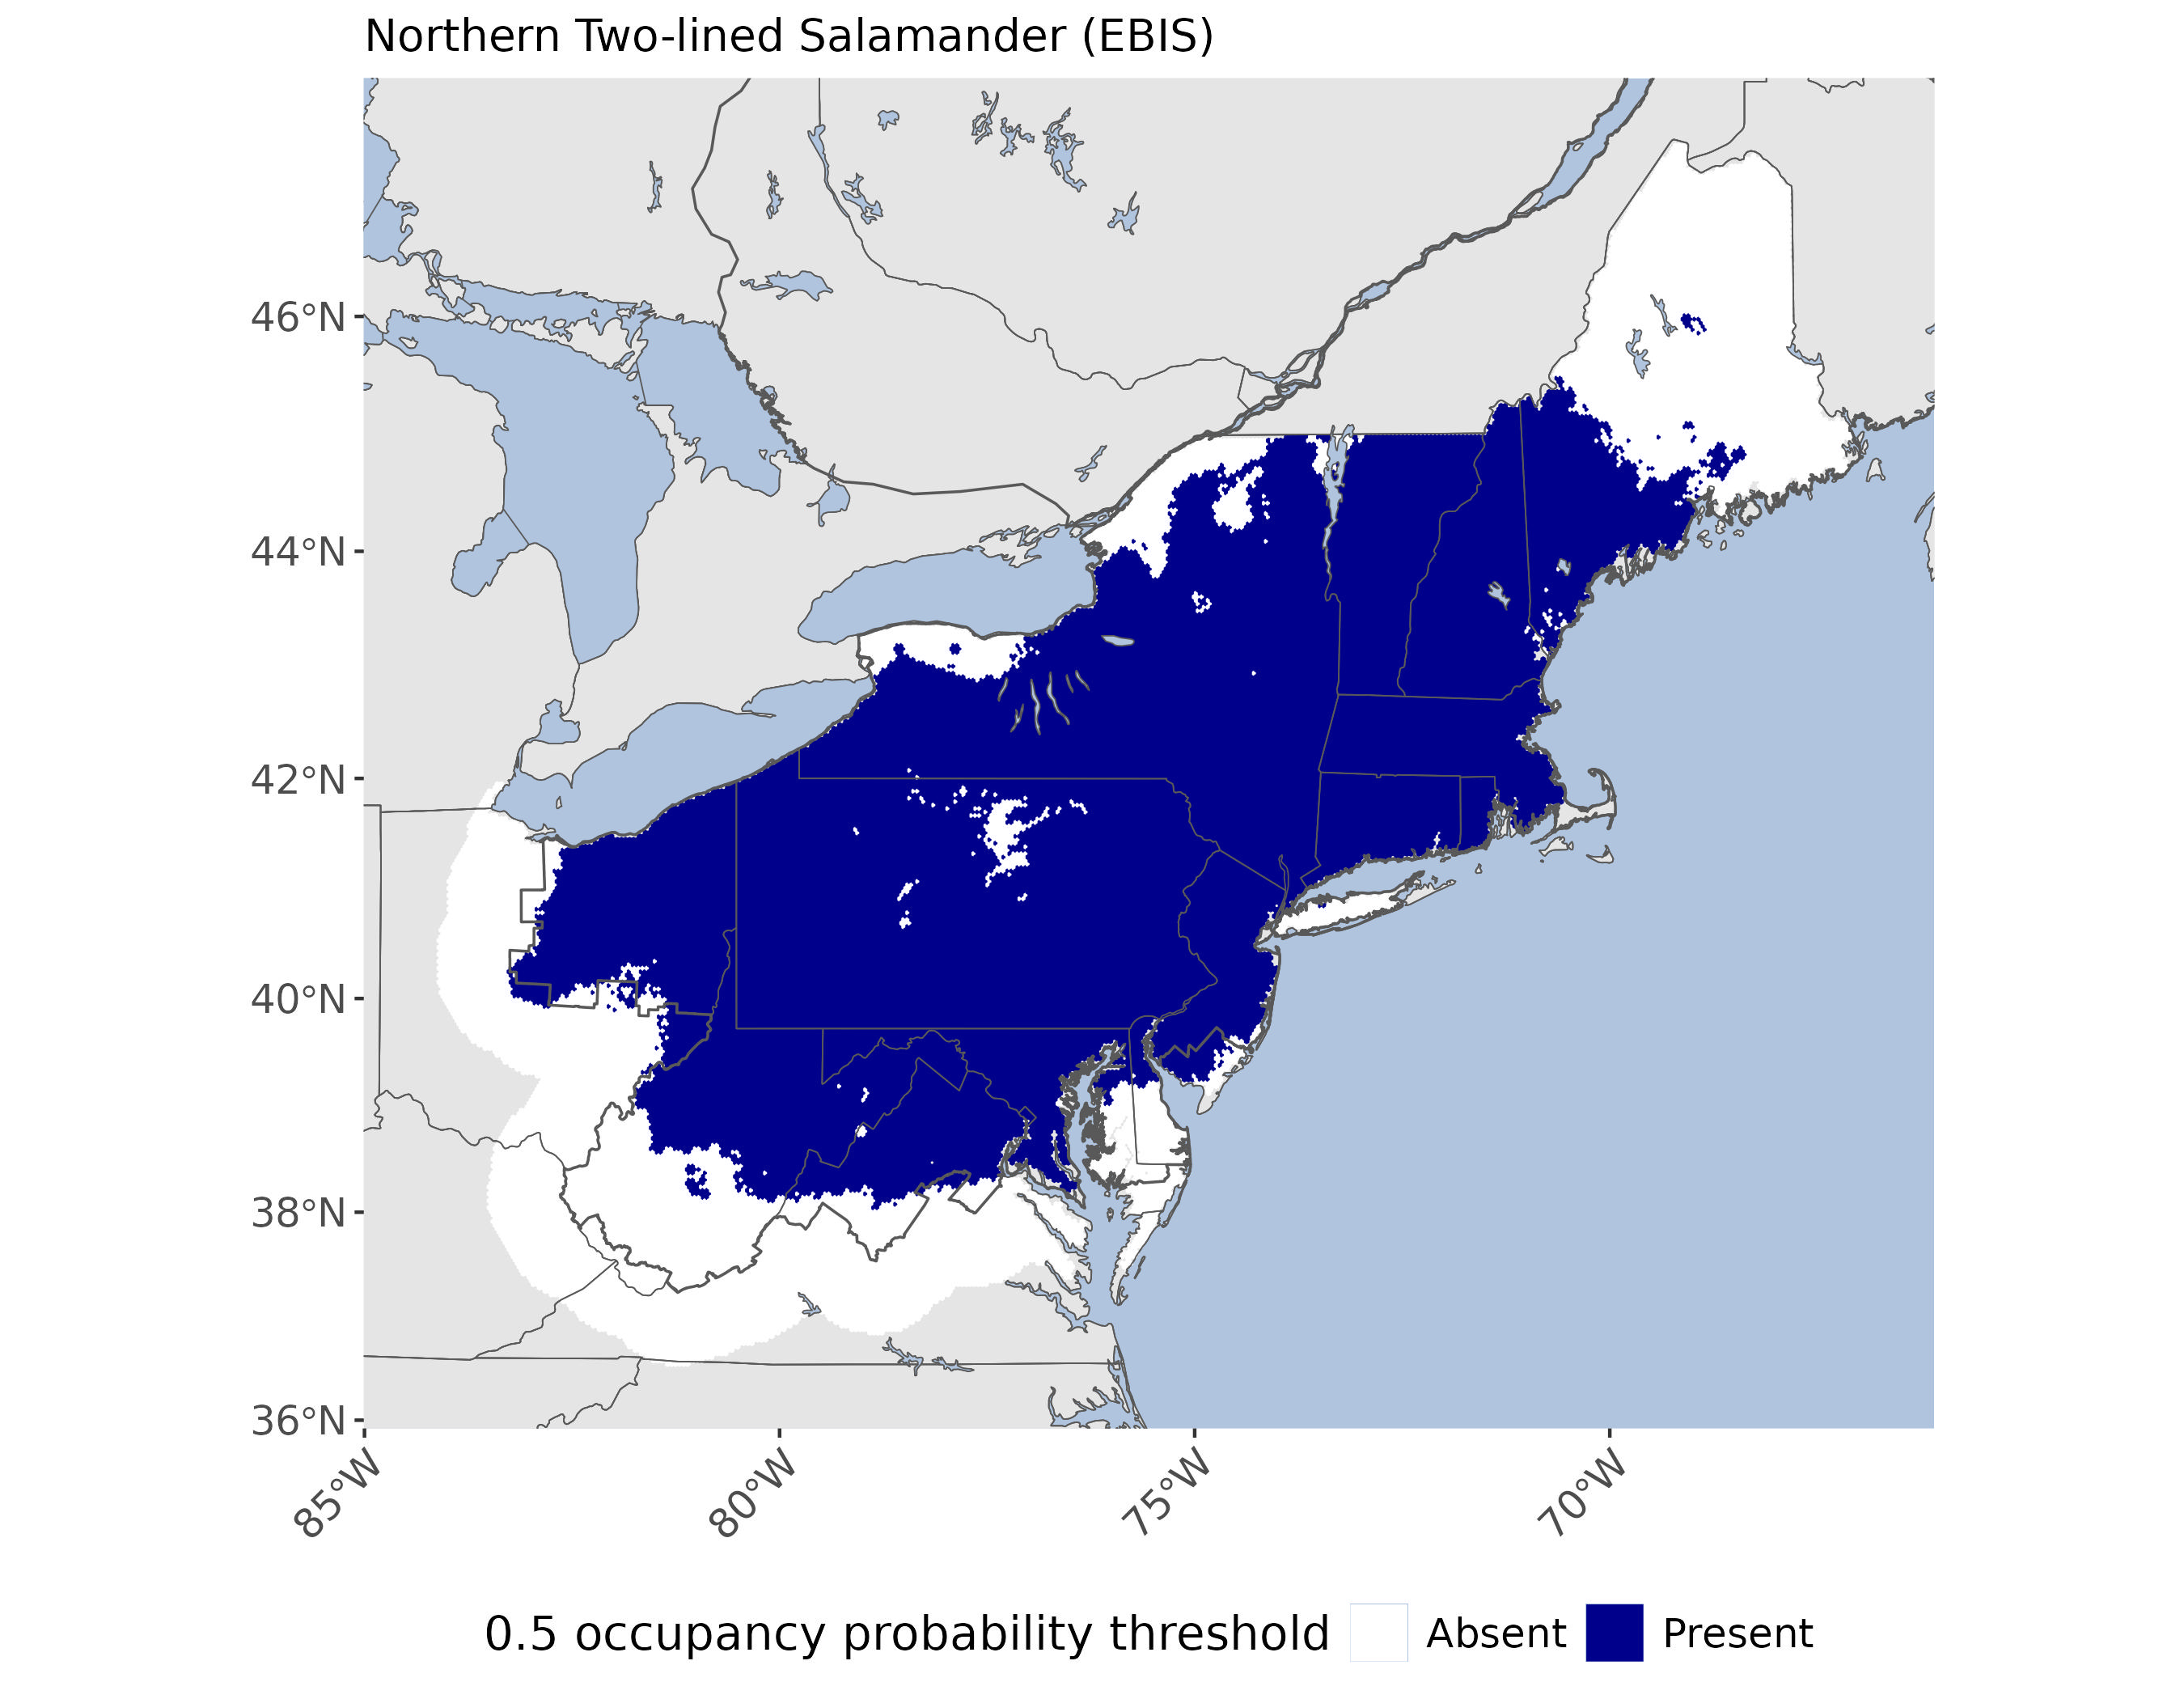 Northern Two-lined Salamander (EBIS)
46°N
44°N
42°N
40°N
38°N
36°N
85°W
80°W
75°W
70°W
0.5 occupancy probability threshold Absent Present